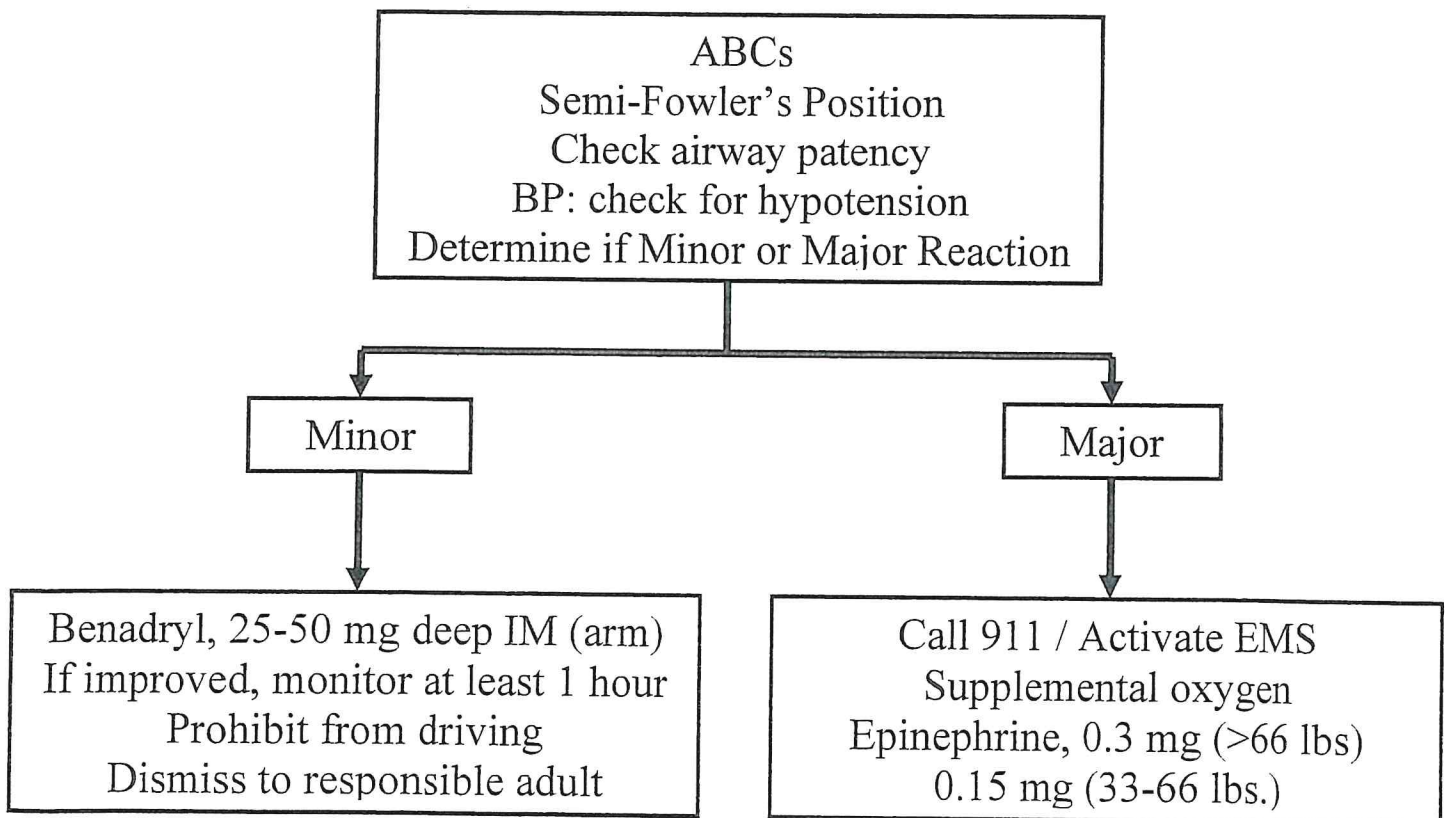 ABCs
Semi-Fowler's Position
Check airway patency
BP: check for hypotension
Determine if Minor or Major Reaction
Minor
Major
Benadryl, 25-50 mg deep IM (arm)
If improved, monitor at least 1 hour
Prohibit from driving
Dismiss to responsible adult
Call 911 / Activate EMS
Supplemental oxygen
Epinephrine, 0.3 mg (>66 lbs)
0.15 mg (33-66 lbs.)